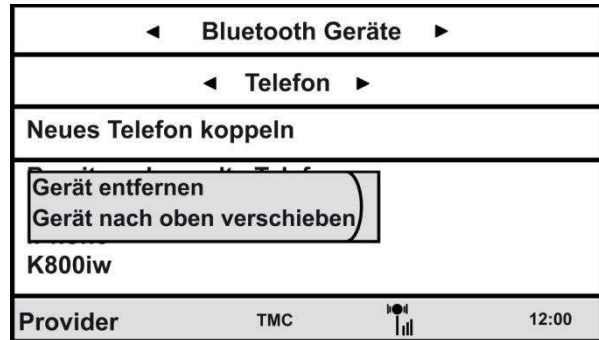 Bluetooth Geräte
Telefon
Neues Telefon koppeln
Gerät entfernen
Gerät nach oben verschieben
K800iw
Provider TMC 12:00